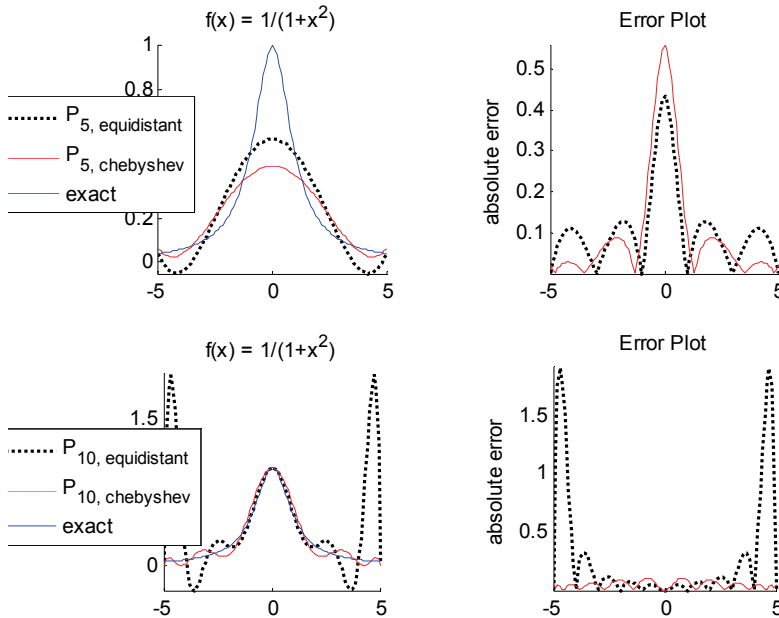 f(x) = 1/(1+x²)
1
0.8
0.2
0
-5
0
5
P5, equidistant
P5, chebyshev
exact
Error Plot
absolute error
0.5
0.4
0.3
0.2
0.1
-5
0
5
f(x) = 1/(1+x²)
1.5
0
-5
0
5
P10, equidistant
P10, chebyshev
exact
Error Plot
absolute error
1.5
1
0.5
-5
0
5